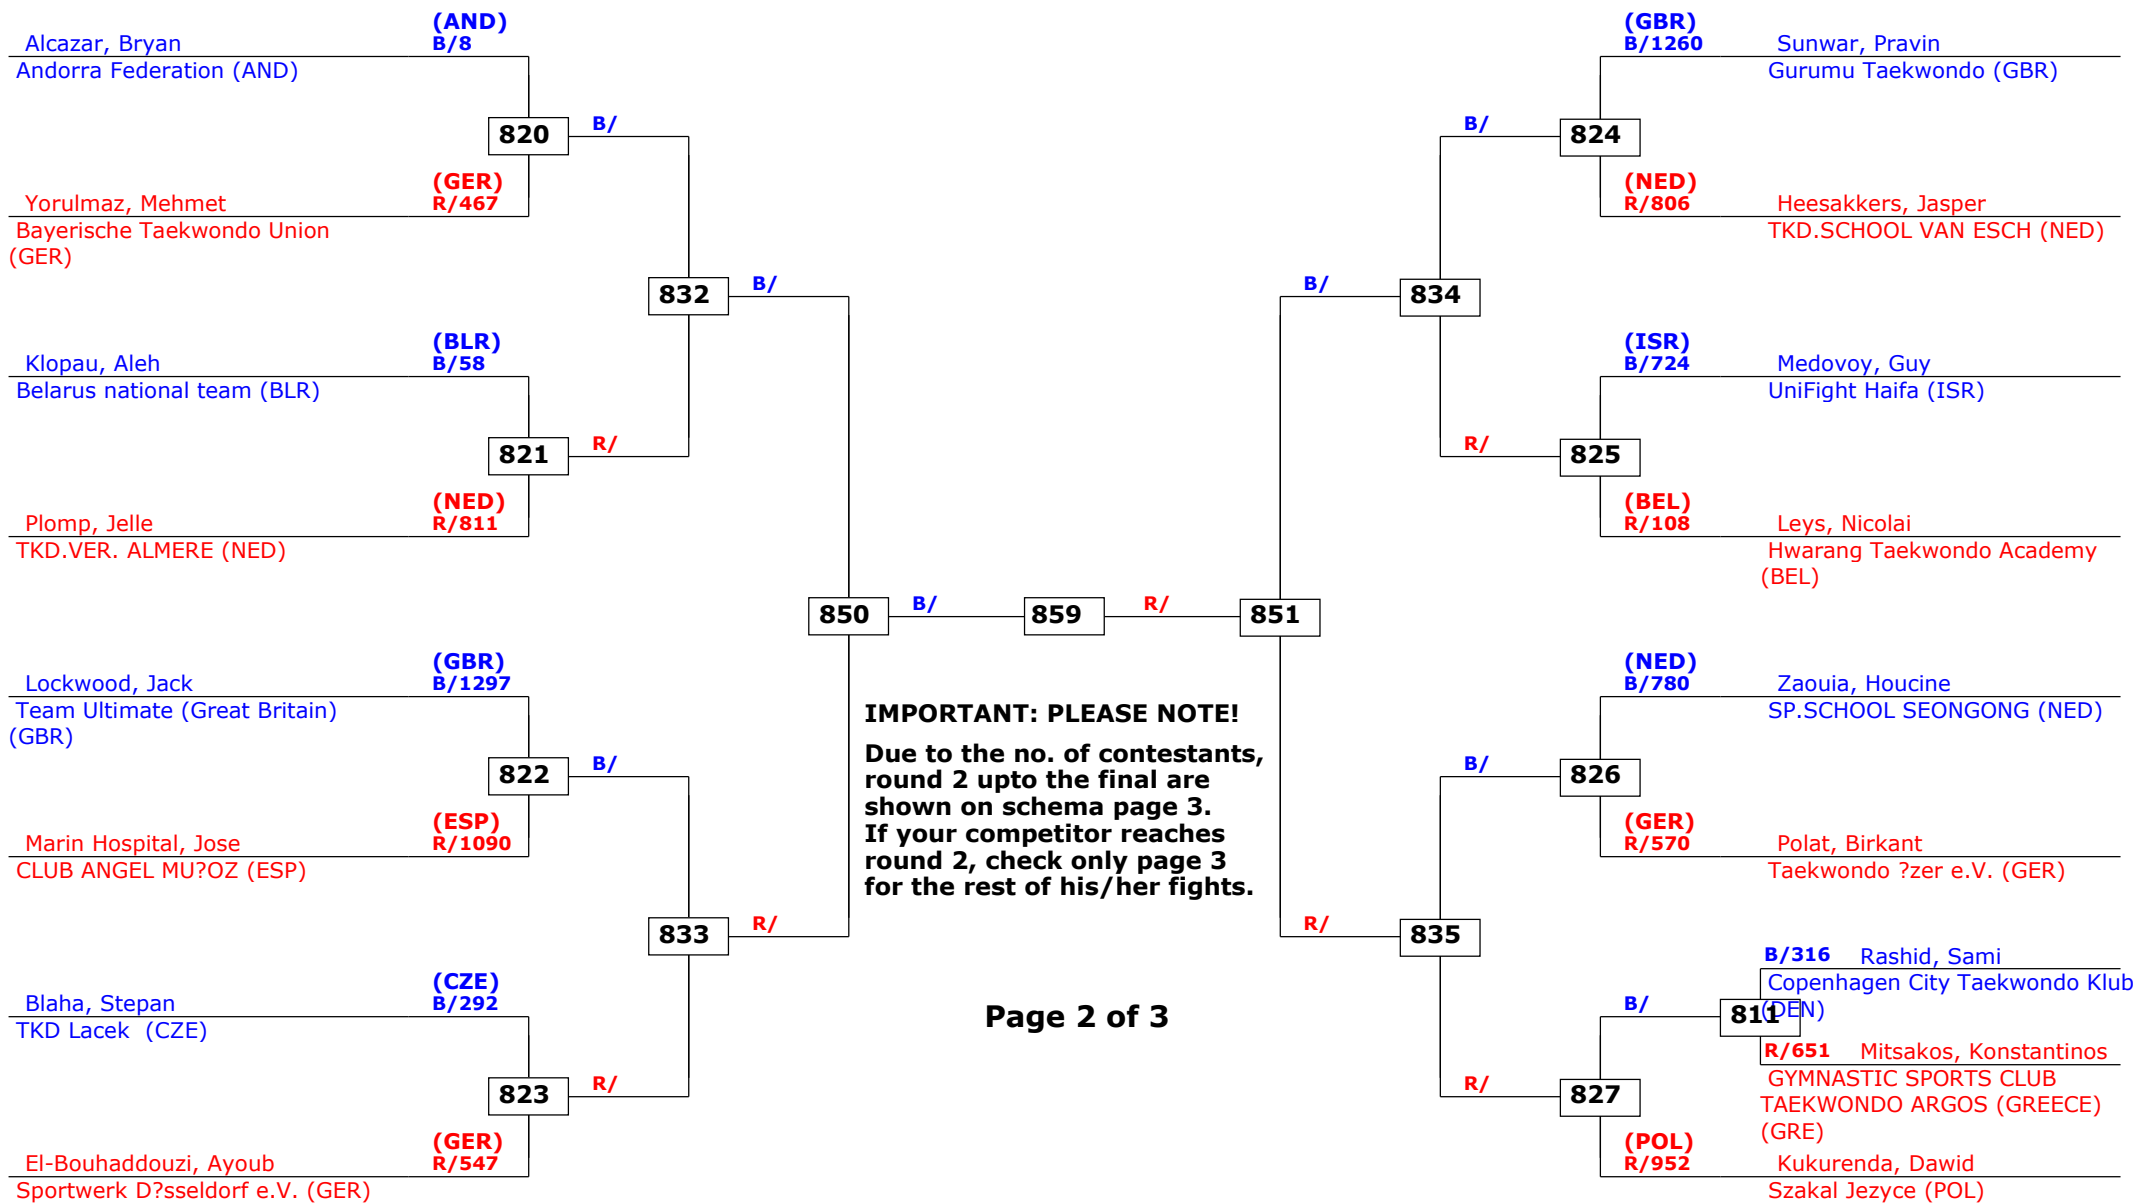 (AND)
Alcazar, Bryan B/8
Andorra Federation (AND)
820 B/
(GER)
Yorulmaz, Mehmet R/467
Bayerische Taekwondo Union
(GER)
832 B/
(BLR)
Klopau, Aleh B/58
Belarus national team (BLR)
821 R/
(NED)
Plomp, Jelle R/811
TKD.VER. ALMERE (NED)
850 B/ 859 R/ 851
(GBR)
Lockwood, Jack B/1297
Team Ultimate (Great Britain)
(GBR)
822 B/
(ESP)
Marin Hospital, Jose R/1090
CLUB ANGEL MU?OZ (ESP)
833 R/
(CZE)
Blaha, Stepan B/292
TKD Lacek (CZE)
823 R/
(GER)
El-Bouhaddouzi, Ayoub R/547
Sportwerk D?sseldorf e.V. (GER)
IMPORTANT: PLEASE NOTE!
Due to the no. of contestants,
round 2 upto the final are
shown on schema page 3.
If your competitor reaches
round 2, check only page 3
for the rest of his/her fights.
Page 2 of 3
(GBR)
B/1260 Sunwar, Pravin
Gurumu Taekwondo (GBR)
B/ 824
(NED)
R/806 Heesakkers, Jasper
TKD.SCHOOL VAN ESCH (NED)
B/ 834
(ISR)
B/724 Medovoy, Guy
UniFight Haifa (ISR)
R/ 825
(BEL)
R/108 Leys, Nicolai
Hwarang Taekwondo Academy
(BEL)
(NED)
B/780 Zaouia, Houcine
SP.SCHOOL SEONGONG (NED)
B/ 826
(GER)
R/570 Polat, Birkant
Taekwondo ?zer e.V. (GER)
R/ 835
B/316 Rashid, Sami
Copenhagen City Taekwondo Klub
(DEN)
B/ 811
R/651 Mitsakos, Konstantinos
GYMNASTIC SPORTS CLUB
TAEKWONDO ARGOS (GREECE)
(GRE)
R/ 827
(POL)
R/952 Kukurenda, Dawid
Szakal Jezyce (POL)